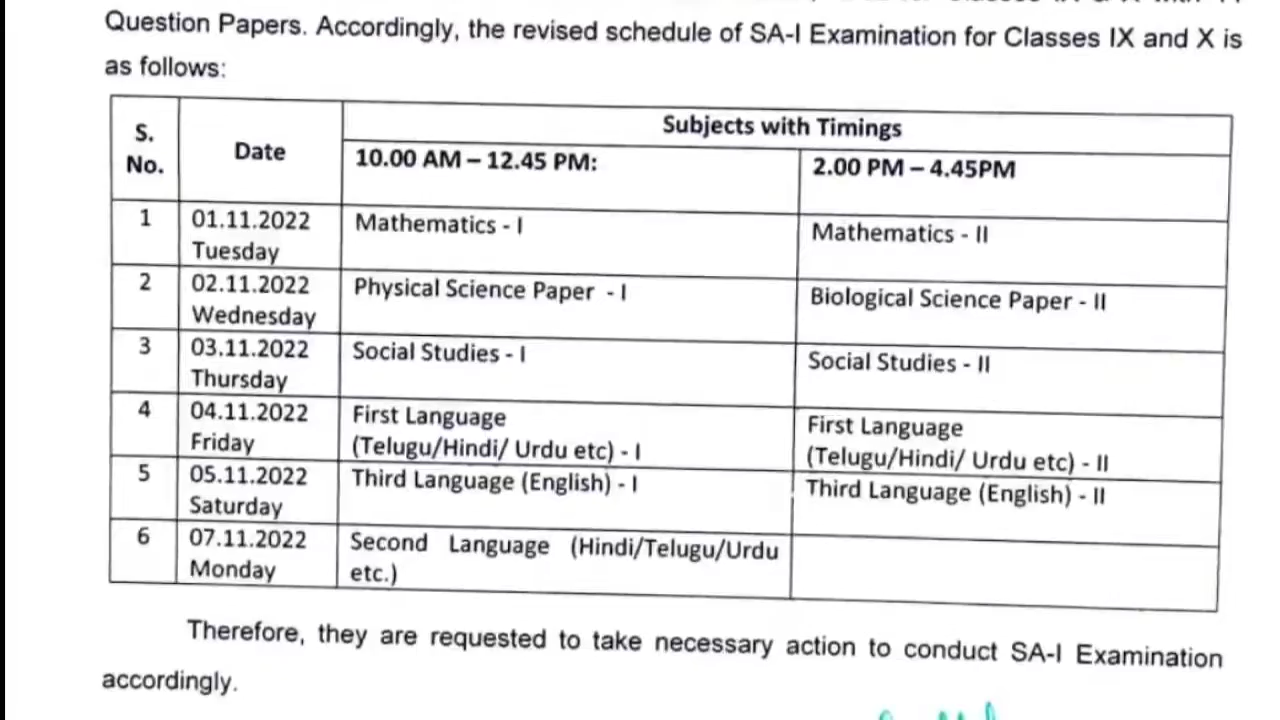 Question Papers. Accordingly, the revised schedule of SA-I Examination for Classes IX and X is
as follows:
S. No.
Date
Subjects with Timings
10.00 AM – 12.45 PM:
2.00 PM – 4.45PM
1
01.11.2022
Tuesday
Mathematics - I
Mathematics - II
2
02.11.2022
Wednesday
Physical Science Paper - I
Biological Science Paper - II
3
03.11.2022
Thursday
Social Studies - I
Social Studies - II
4
04.11.2022
Friday
First Language
(Telugu/Hindi/ Urdu etc) - I
First Language
(Telugu/Hindi/ Urdu etc) - II
5
05.11.2022
Saturday
Third Language (English) - I
Third Language (English) - II
6
07.11.2022
Monday
Second Language (Hindi/Telugu/Urdu
etc.)
Therefore, they are requested to take necessary action to conduct SA-I Examination
accordingly.